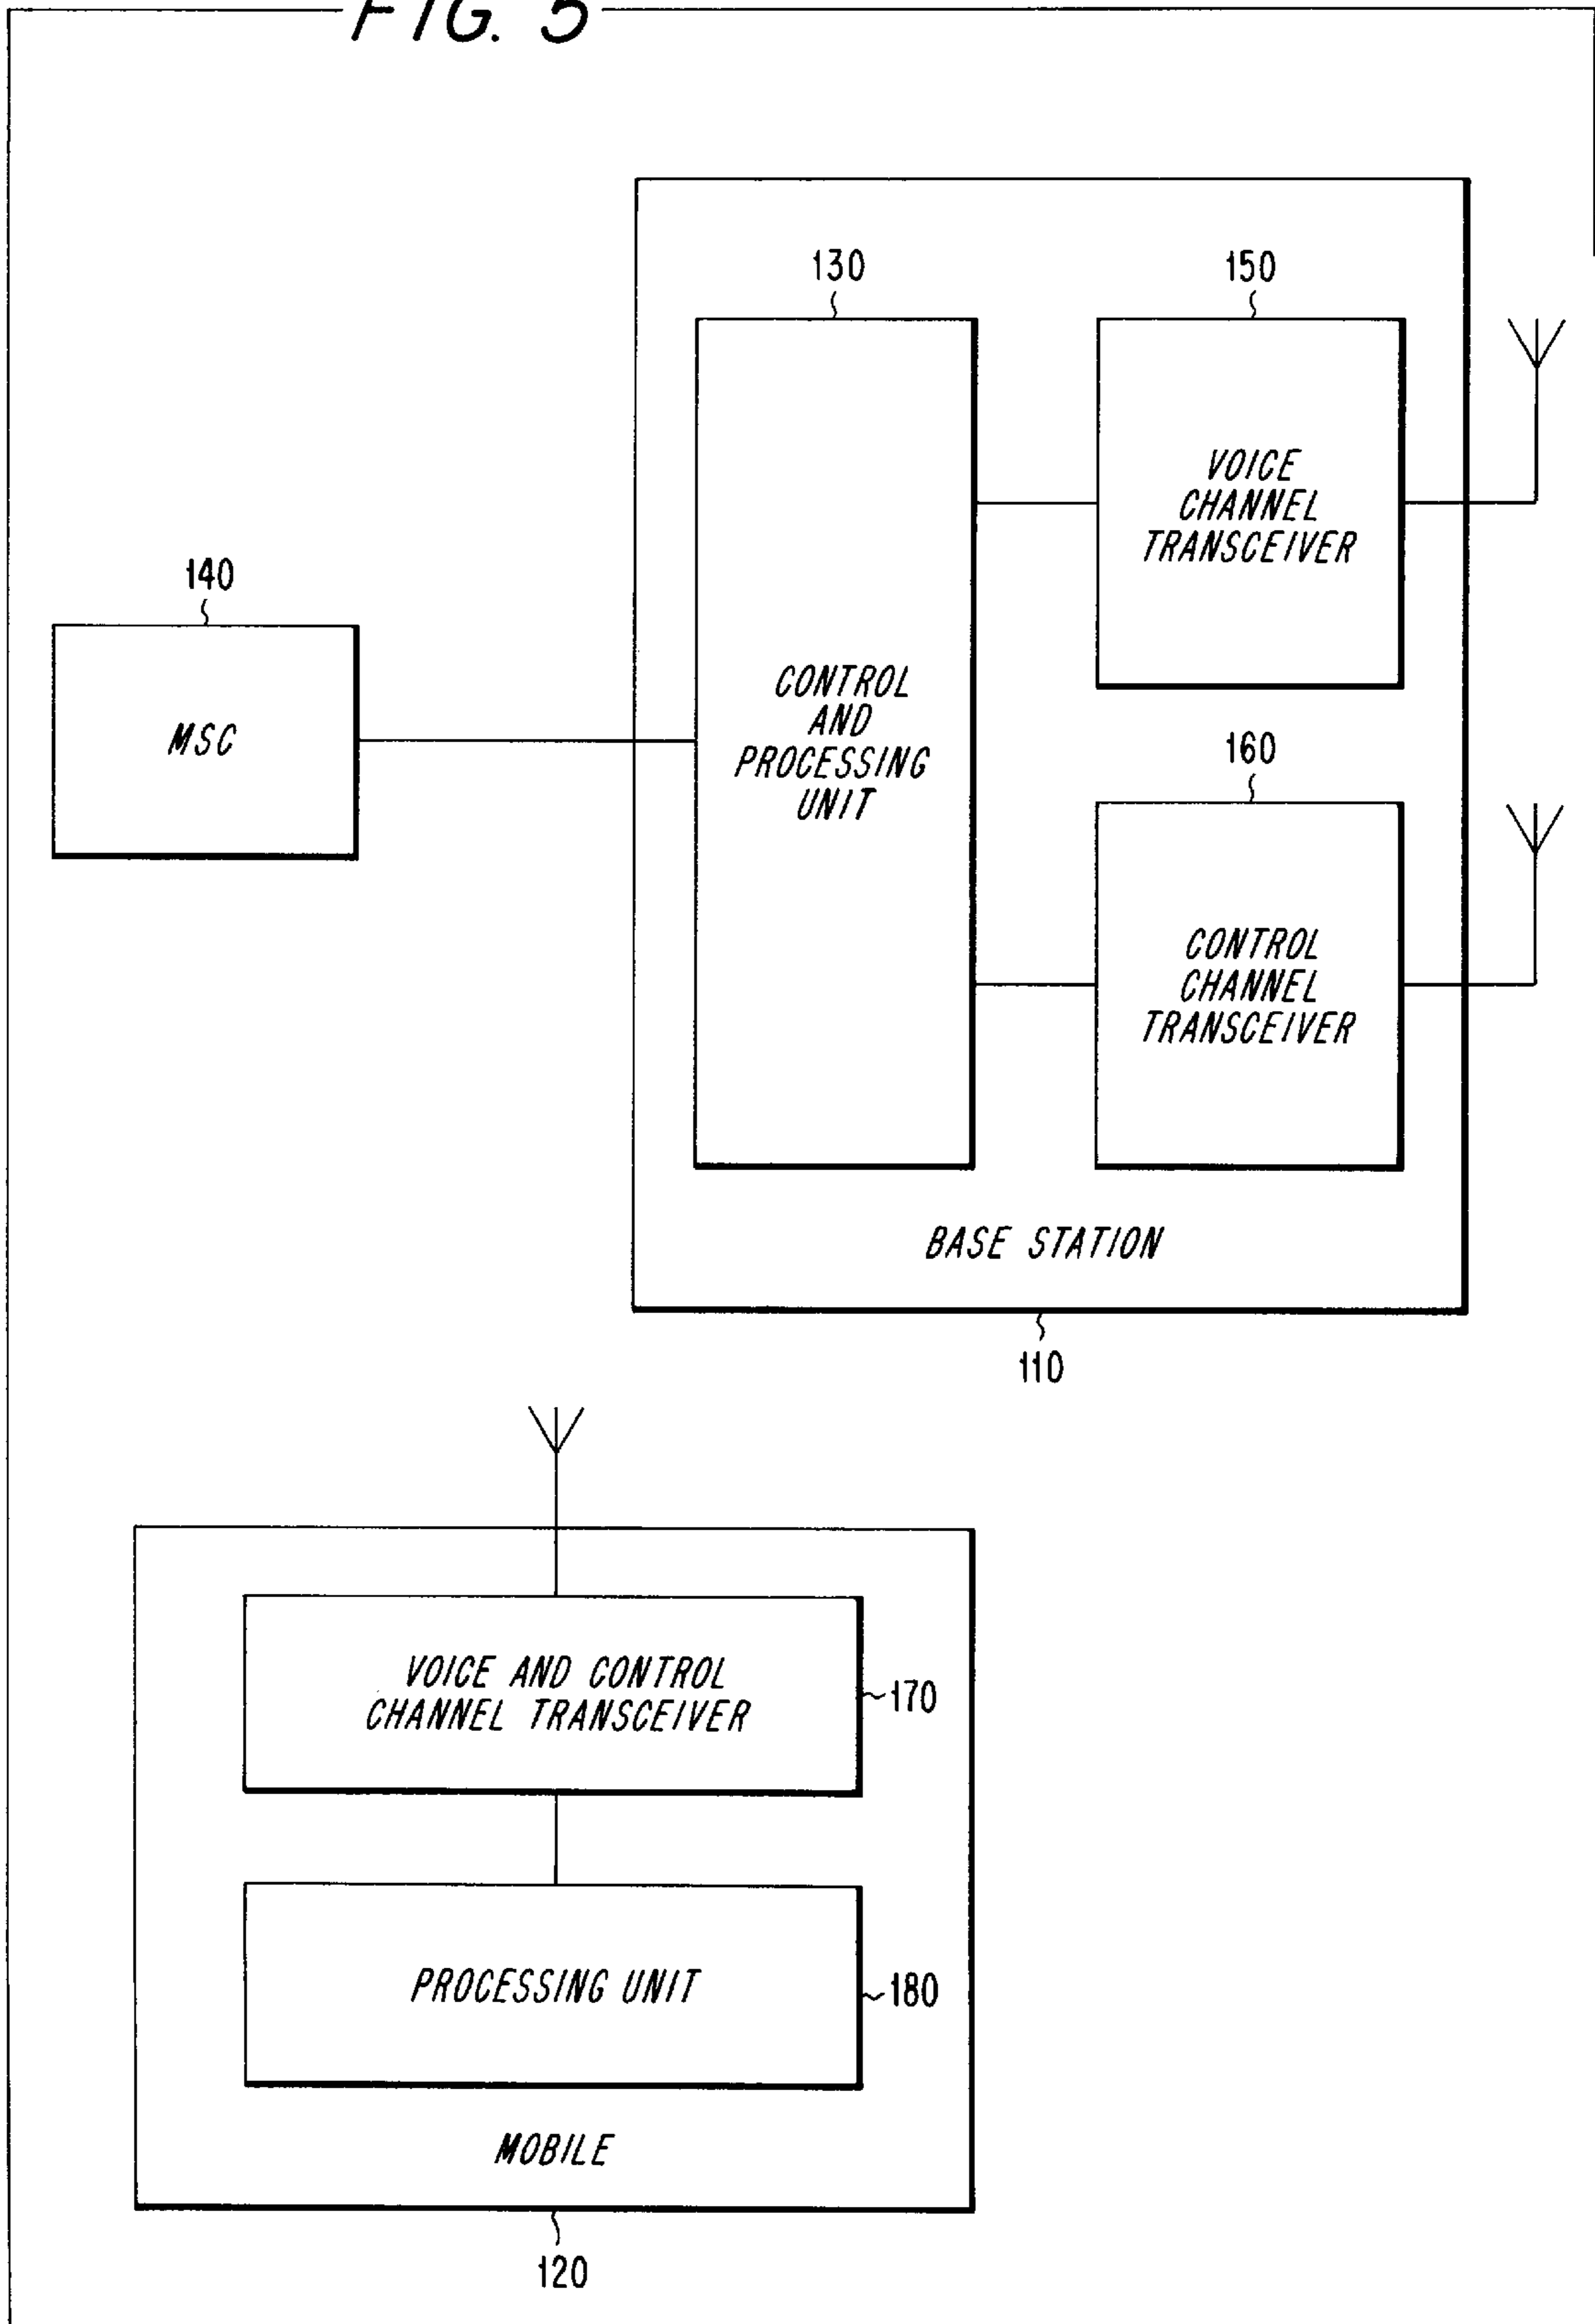 FIG. 5
130
150
VOICE
CHANNEL
TRANSCEIVER
140
MSC
CONTROL
AND
PROCESSING
UNIT
160
CONTROL
CHANNEL
TRANSCEIVER
BASE STATION
110
VOICE AND CONTROL
CHANNEL TRANSCEIVER
170
PROCESSING UNIT
180
MOBILE
120